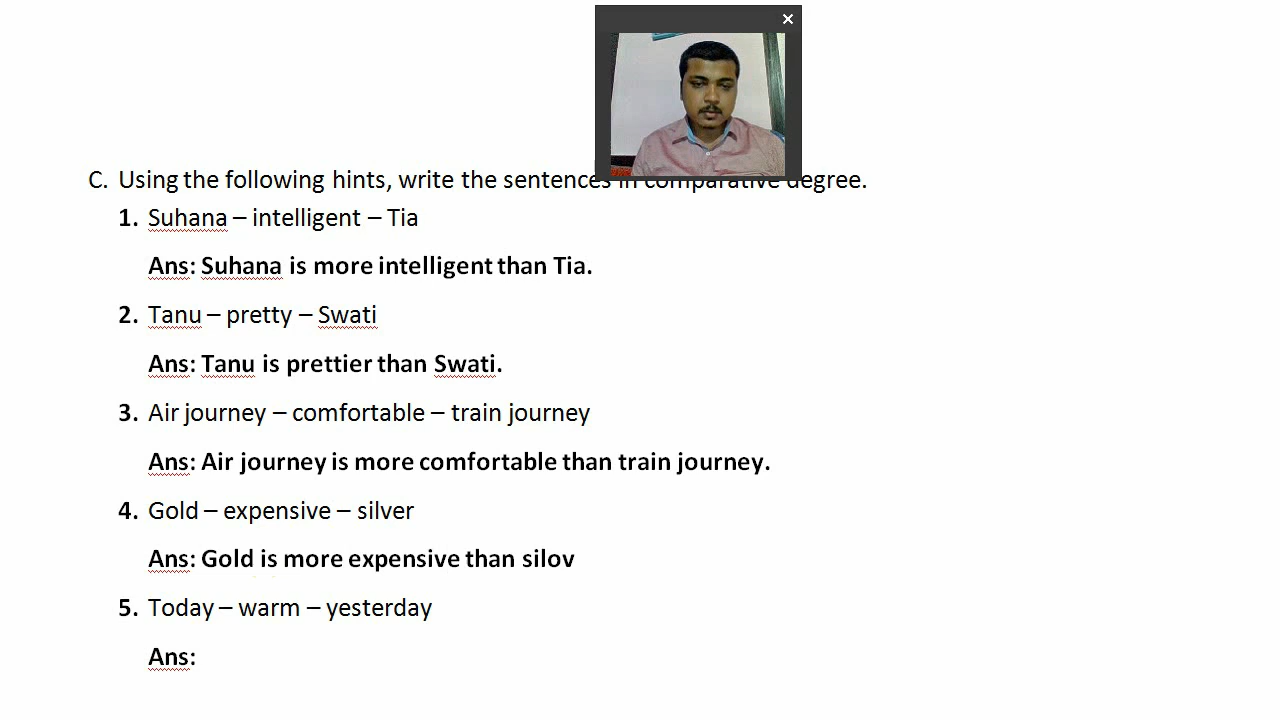 C. Using the following hints, write the sentences in comparative degree.
1. Suhana – intelligent – Tia
Ans: Suhana is more intelligent than Tia.
2. Tanu – pretty – Swati
Ans: Tanu is prettier than Swati.
3. Air journey – comfortable – train journey
Ans: Air journey is more comfortable than train journey.
4. Gold – expensive – silver
Ans: Gold is more expensive than silov
5. Today – warm – yesterday
Ans: